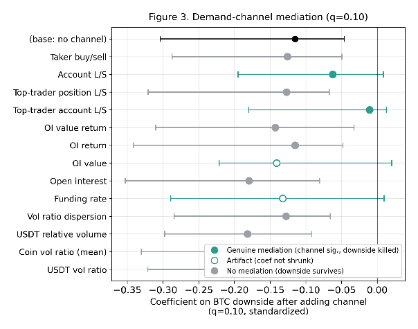 Figure 3. Demand-channel mediation (q=0.10)
(base: no channel)
Taker buy/sell
Account L/S
Top-trader position L/S
Top-trader account L/S
OI value return
OI return
OI value
Open interest
Funding rate
Vol ratio dispersion
USDT relative volume
Coin vol ratio (mean)
USDT vol ratio
Genuine mediation (channel sig., downside killed)
Artifact (coef not shrunk)
No mediation (downside survives)
−0.35 −0.30 −0.25 −0.20 −0.15 −0.10 −0.05 0.00
Coefficient on BTC downside after adding channel
(q=0.10, standardized)